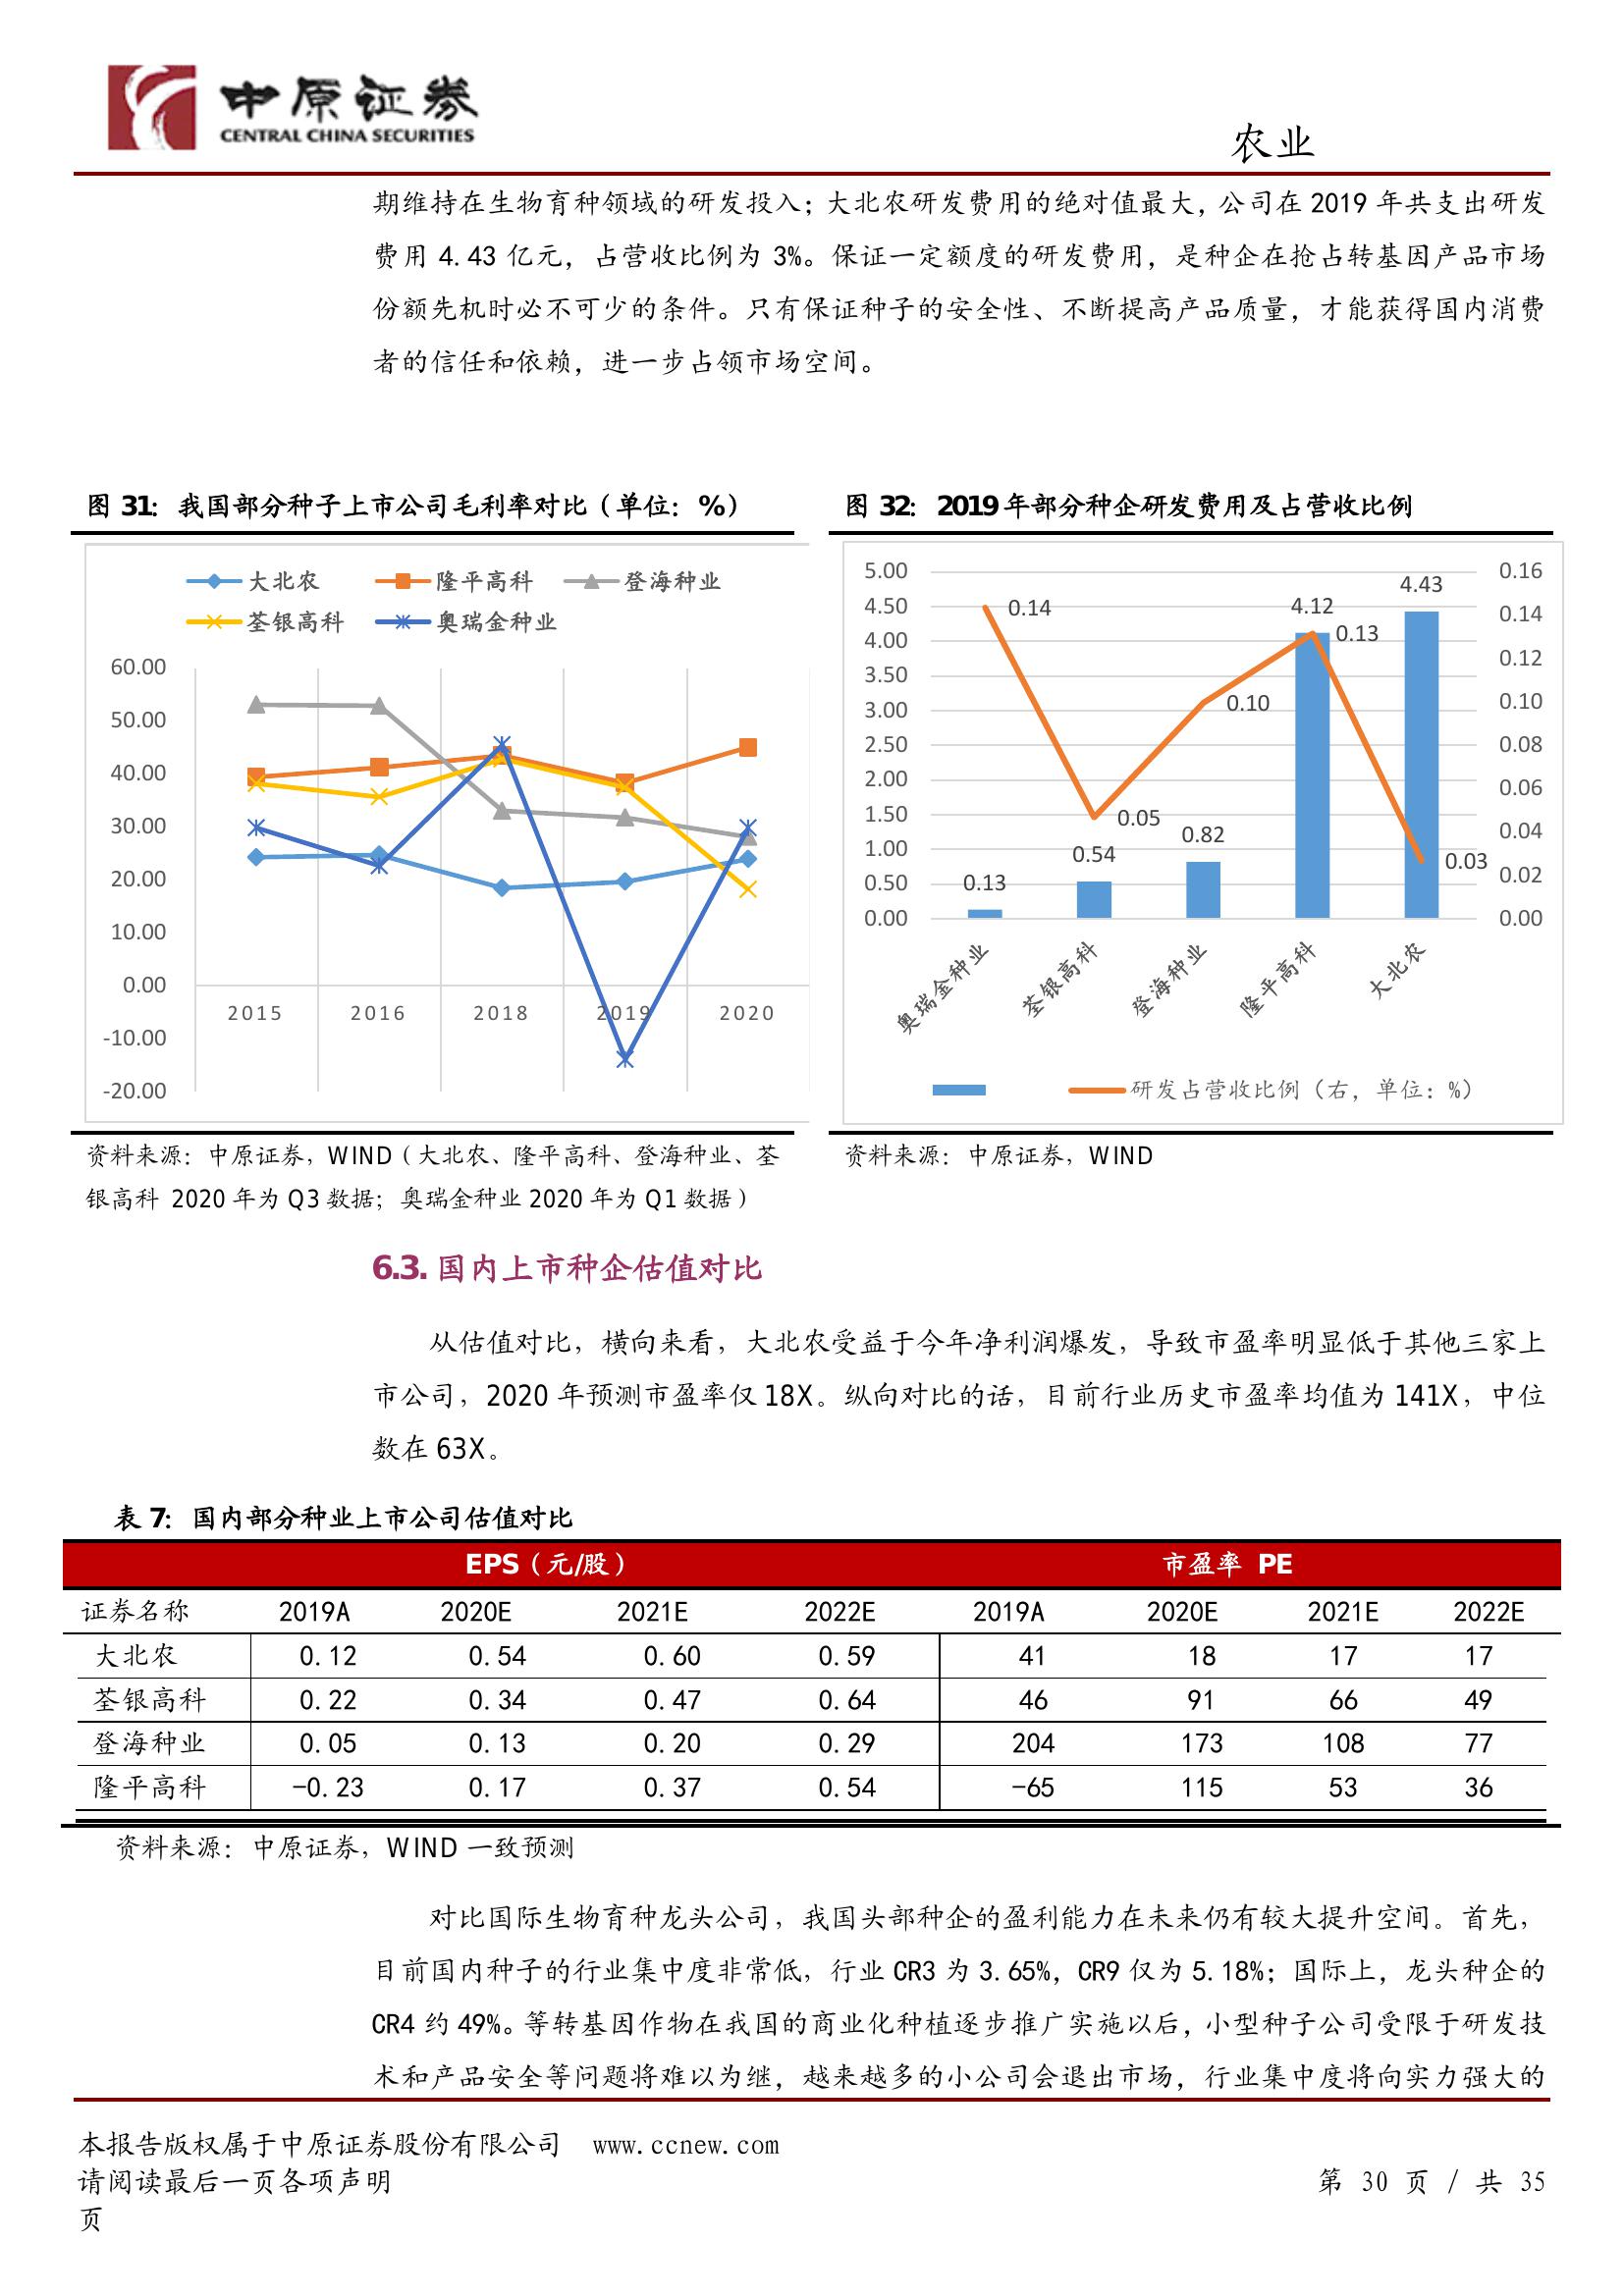 中原证券
CENTRAL CHINA SECURITIES
农业
期维持在生物育种领域的研发投入；大北农研发费用的绝对值最大，公司在 2019 年共支出研发
费用 4.43 亿元，占营收比例为 3%。保证一定额度的研发费用，是种企在抢占转基因产品市场
份额先机时必不可少的条件。只有保证种子的安全性、不断提高产品质量，才能获得国内消费
者的信任和依赖，进一步占领市场空间。
图 31：我国部分种子上市公司毛利率对比（单位：%）
大北农 隆平高科 登海种业
荃银高科 奥瑞金种业
60.00
50.00
40.00
30.00
20.00
10.00
0.00
-10.00
-20.00
2015 2016 2018 2019 2020
资料来源：中原证券，WIND（大北农、隆平高科、登海种业、荃
银高科 2020 年为 Q3 数据；奥瑞金种业 2020 年为 Q1 数据）
图 32：2019 年部分种企研发费用及占营收比例
5.00
4.50
4.00
3.50
3.00
2.50
2.00
1.50
1.00
0.50
0.00
0.13 0.54 0.82 4.12 4.43
0.14 0.05 0.10 0.13 0.03
0.16
0.14
0.12
0.10
0.08
0.06
0.04
0.02
0.00
奥瑞金种业 荃银高科 登海种业 隆平高科 大北农
研发占营收比例（右，单位：%）
资料来源：中原证券，WIND
6.3. 国内上市种企估值对比
从估值对比，横向来看，大北农受益于今年净利润爆发，导致市盈率明显低于其他三家上
市公司，2020 年预测市盈率仅 18X。纵向对比的话，目前行业历史市盈率均值为 141X，中位
数在 63X。
表 7：国内部分种业上市公司估值对比
EPS（元/股） 市盈率 PE
证券名称 2019A 2020E 2021E 2022E 2019A 2020E 2021E 2022E
大北农 0.12 0.54 0.60 0.59 41 18 17 17
荃银高科 0.22 0.34 0.47 0.64 46 91 66 49
登海种业 0.05 0.13 0.20 0.29 204 173 108 77
隆平高科 -0.23 0.17 0.37 0.54 -65 115 53 36
资料来源：中原证券，WIND 一致预测
对比国际生物育种龙头公司，我国头部种企的盈利能力在未来仍有较大提升空间。首先，
目前国内种子的行业集中度非常低，行业 CR3 为 3.65%，CR9 仅为 5.18%；国际上，龙头种企的
CR4 约 49%。等转基因作物在我国的商业化种植逐步推广实施以后，小型种子公司受限于研发技
术和产品安全等问题将难以为继，越来越多的小公司会退出市场，行业集中度将向实力强大的
本报告版权属于中原证券股份有限公司 www.ccnew.com
请阅读最后一页各项声明 第 30 页 / 共 35
页